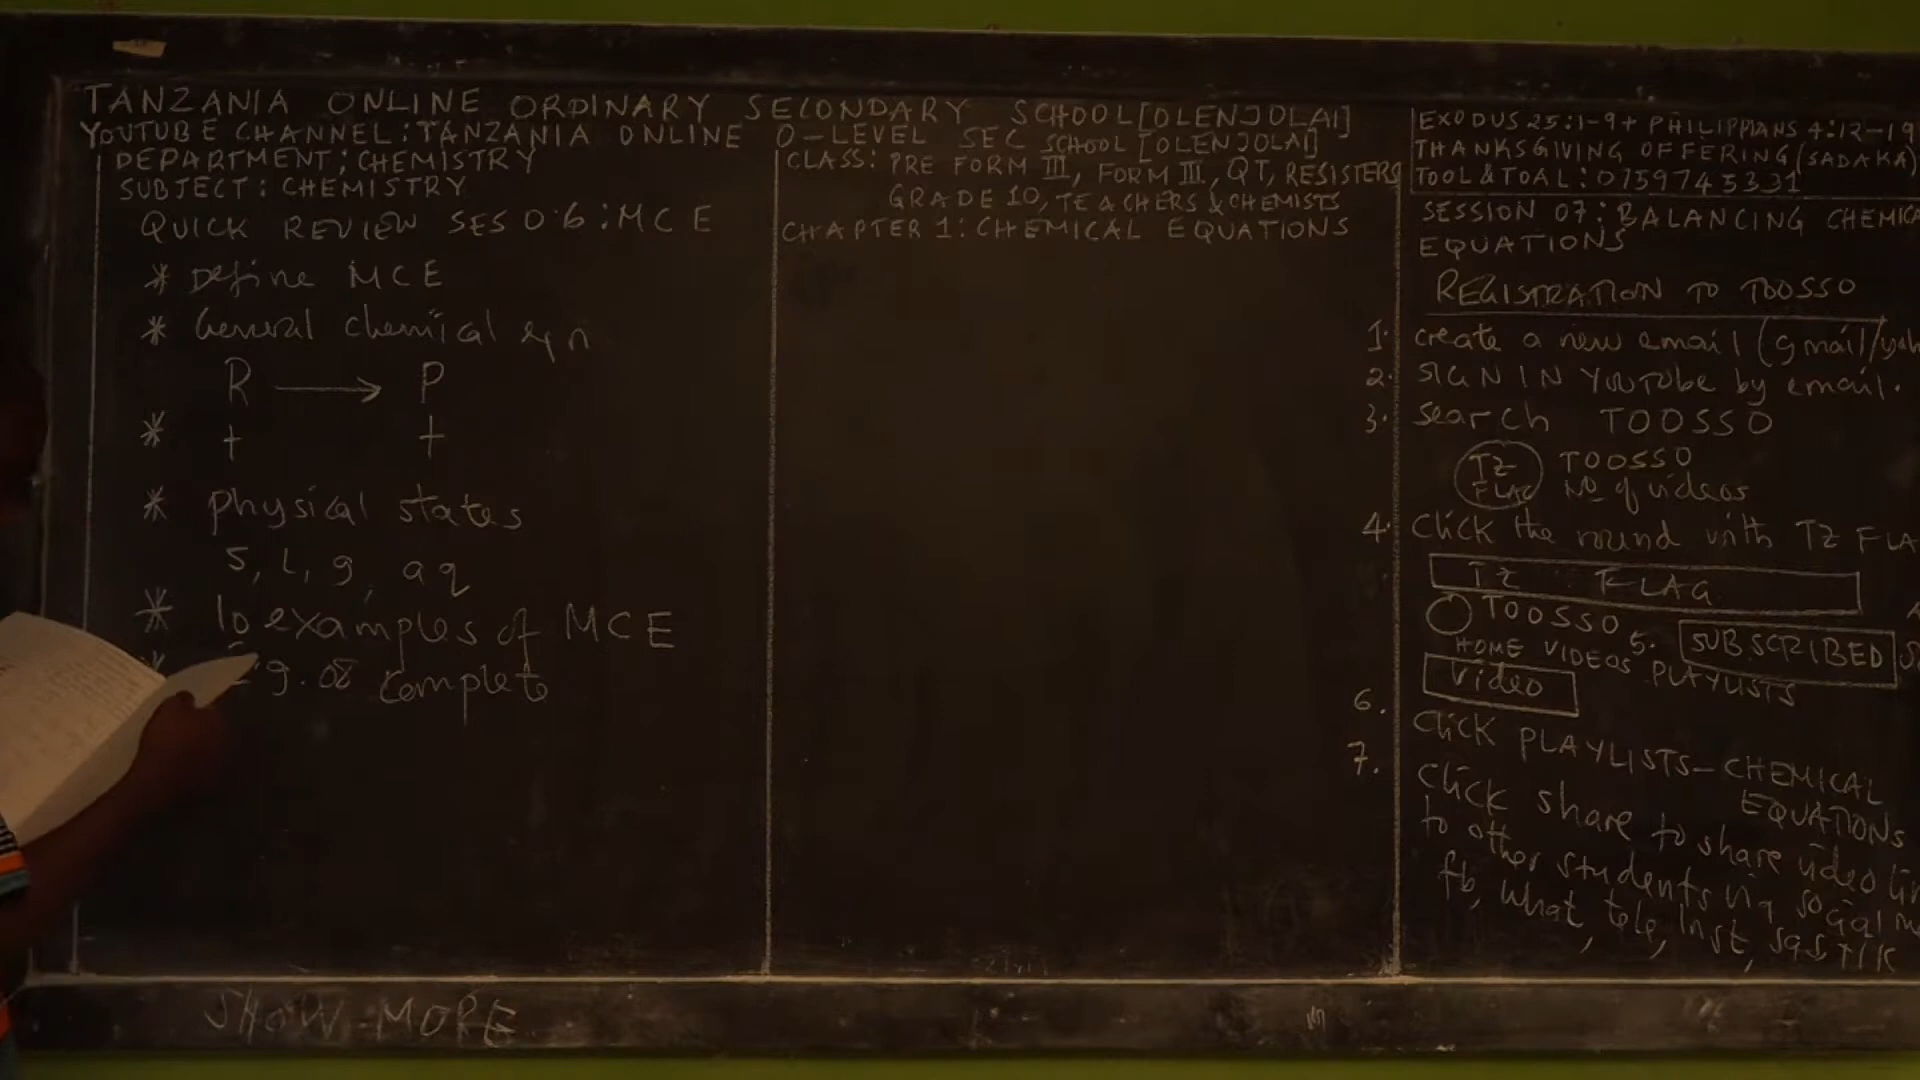 TANZANIA ONLINE ORDINARY SECONDARY SCHOOL[OLENJOLAI]
YOUTUBE CHANNEL: TANZANIA ONLINE O-LEVEL SEC SCHOOL [OLENJOLAI]
DEPARTMENT: CHEMISTRY
SUBJECT: CHEMISTRY
QUICK REVIEW SES 0.6: MCE
* Define MCE
* General chemical eqn
R → P
* + +
* Physical states
S, L, g, aq
* 10 examples of MCE
9.08 complete
SHOW-MORE
CLASS: PRE FORM III, FORM III, QT, RESISTERS
GRADE 10, TEACHERS & CHEMISTS
CHAPTER 1: CHEMICAL EQUATIONS
EXODUS 25:1-9 + PHILIPPIANS 4:12-19
THANKSGIVING OFFERING (SADAKA)
TOOL & TOAL: 0759745331
SESSION 07: BALANCING
EQUATIONS
REGISTRATION TO TOOSSO
1. create a new email (gmail/
2. SIGN IN YOUTUBE by email.
3. Search TOOSSO
TZ FLAG TOOSSO
No of videos
4. Click the round with TZ
TZ FLAG
TOOSSO 5. SUBSCRIBED
HOME VIDEOS PLAYLISTS
Video
6. Click PLAYLISTS-CHEMICAL
EQUATIONS
7. Click share to share video
to other students via social
fb, what, tele, Inst,